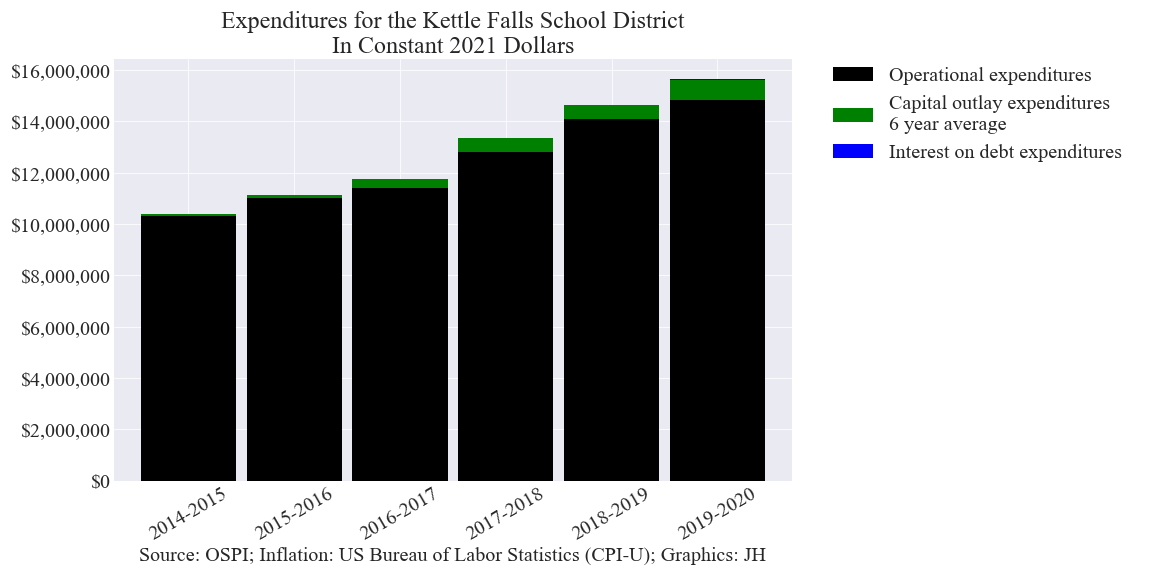 Expenditures for the Kettle Falls School District
In Constant 2021 Dollars
$16,000,000
$14,000,000
$12,000,000
$10,000,000
$8,000,000
$6,000,000
$4,000,000
$2,000,000
$0
2014-2015
2015-2016
2016-2017
2017-2018
2018-2019
2019-2020
Source: OSPI; Inflation: US Bureau of Labor Statistics (CPI-U); Graphics: JH
Operational expenditures
Capital outlay expenditures
6 year average
Interest on debt expenditures